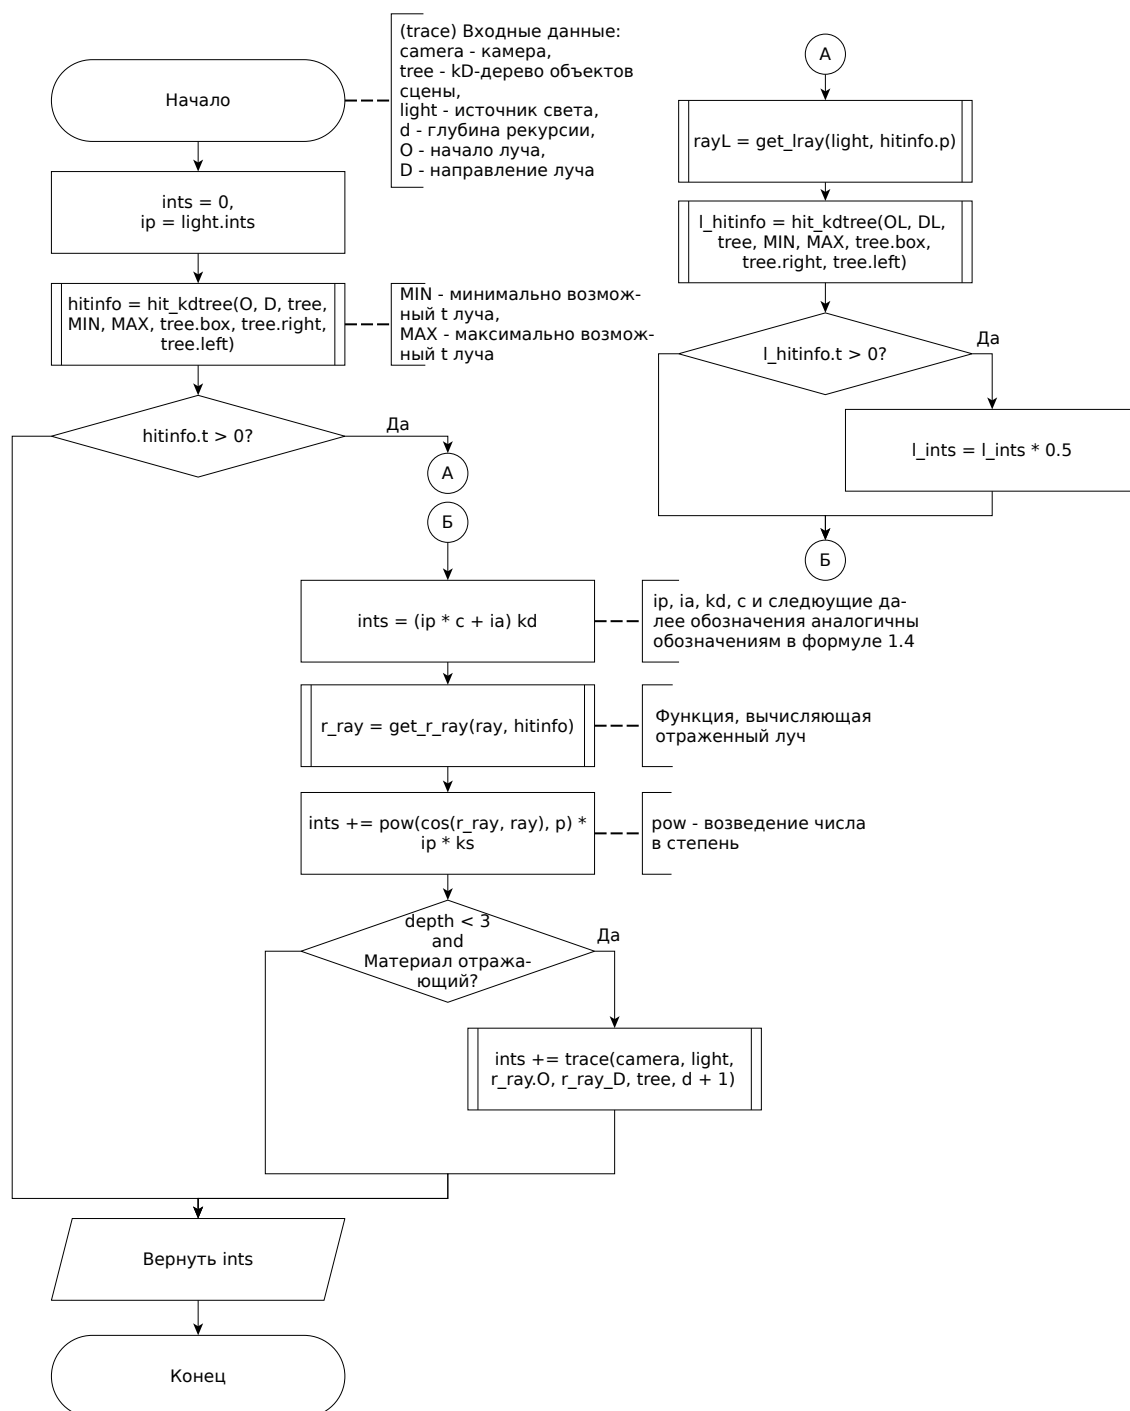 Начало
(trace) Входные данные:
camera - камера,
tree - kD-дерево объектов
сцены,
light - источник света,
d - глубина рекурсии,
O - начало луча,
D - направление луча
ints = 0,
ip = light.ints
hitinfo = hit_kdtree(O, D, tree,
MIN, MAX, tree.box, tree.right,
tree.left)
MIN - минимально возмож-
ный t луча,
MAX - максимально возмож-
ный t луча
hitinfo.t > 0?
Да
А
А
rayL = get_lray(light, hitinfo.p)
l_hitinfo = hit_kdtree(OL, DL,
tree, MIN, MAX, tree.box,
tree.right, tree.left)
l_hitinfo.t > 0?
Да
l_ints = l_ints * 0.5
Б
Б
ints = (ip * c + ia) kd
ip, ia, kd, c и следюущие да-
лее обозначения аналогичны
обозначениям в формуле 1.4
r_ray = get_r_ray(ray, hitinfo)
Функция, вычисляющая
отраженный луч
ints += pow(cos(r_ray, ray), p) *
ip * ks
pow - возведение числа
в степень
depth < 3
and
Материал отража-
ющий?
Да
ints += trace(camera, light,
r_ray.O, r_ray_D, tree, d + 1)
Вернуть ints
Конец